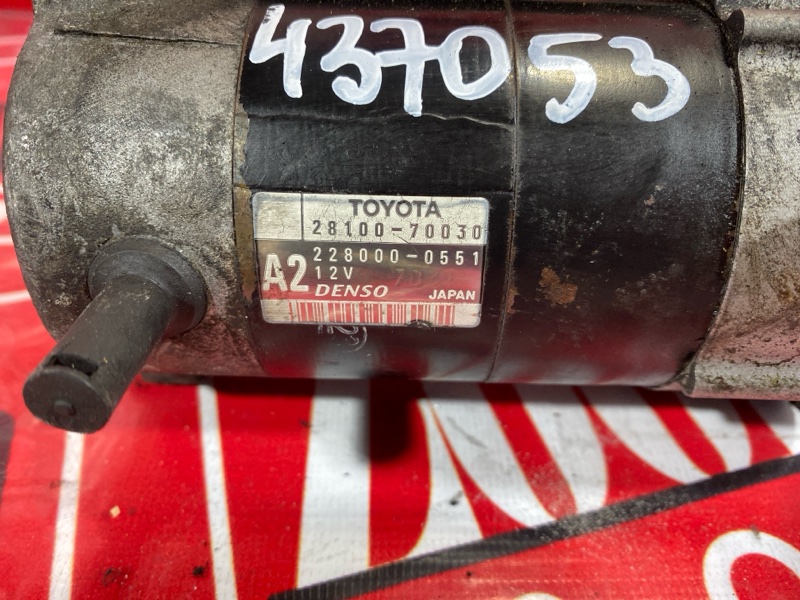 437053
TOYOTA
28100-70030
228000-0551
A2 12V
DENSO JAPAN